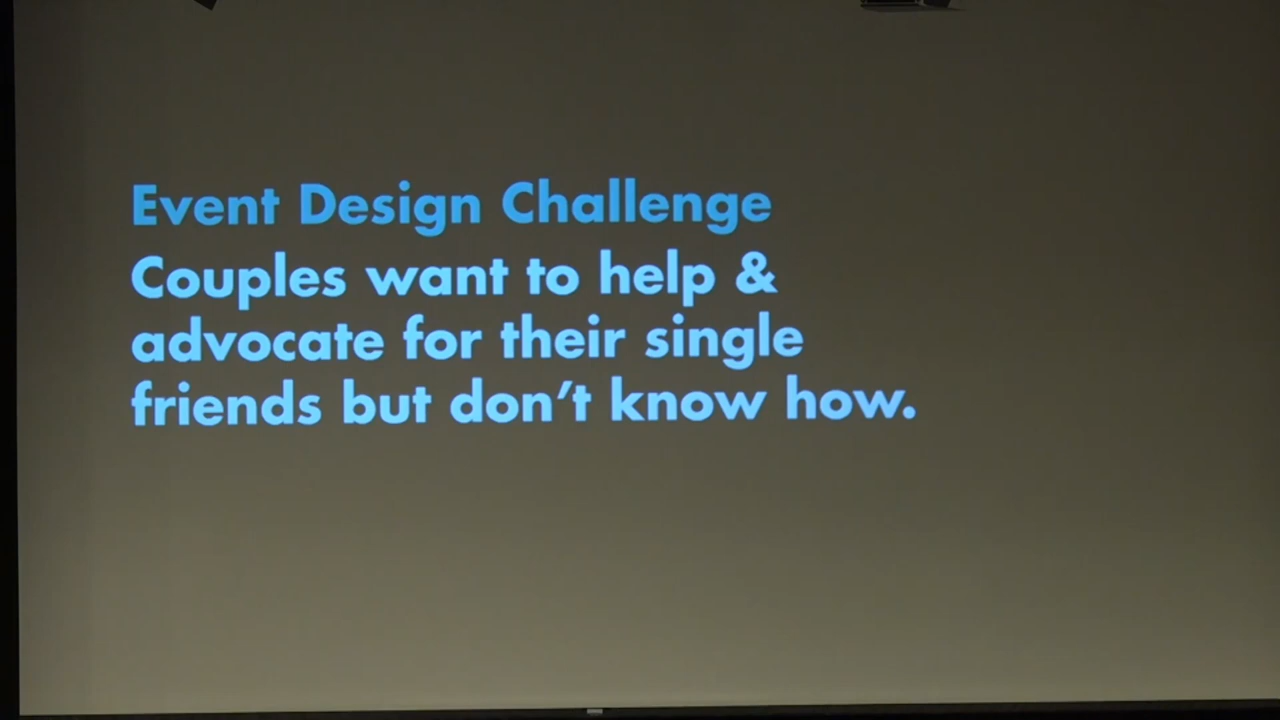 Event Design Challenge
Couples want to help &
advocate for their single
friends but don’t know how.